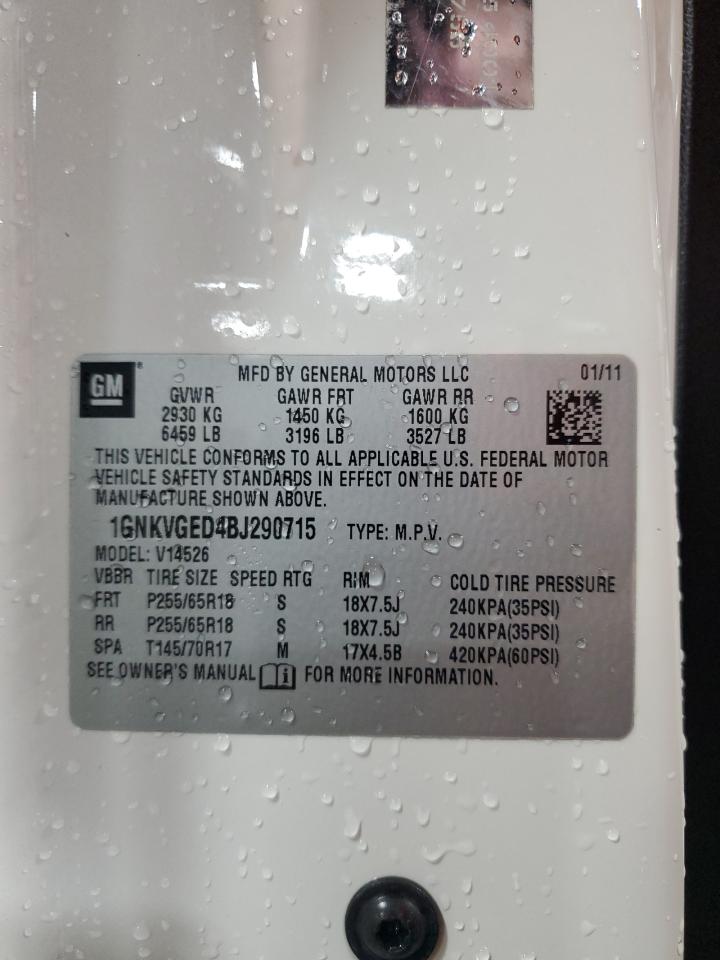 GM
MFD BY GENERAL MOTORS LLC 01/11
GVWR GAWR FRT GAWR RR
2930 KG 1450 KG 1600 KG
6459 LB 3196 LB 3527 LB
THIS VEHICLE CONFORMS TO ALL APPLICABLE U.S. FEDERAL MOTOR
VEHICLE SAFETY STANDARDS IN EFFECT ON THE DATE OF
MANUFACTURE SHOWN ABOVE.
1GNKVGED4BJ290715 TYPE: M.P.V.
MODEL: V14526
VBBR TIRE SIZE SPEED RTG RIM COLD TIRE PRESSURE
FRT P255/65R18 S 18X7.5J 240KPA(35PSI)
RR P255/65R18 S 18X7.5J 240KPA(35PSI)
SPA T145/70R17 M 17X4.5B 420KPA(60PSI)
SEE OWNER'S MANUAL FOR MORE INFORMATION.